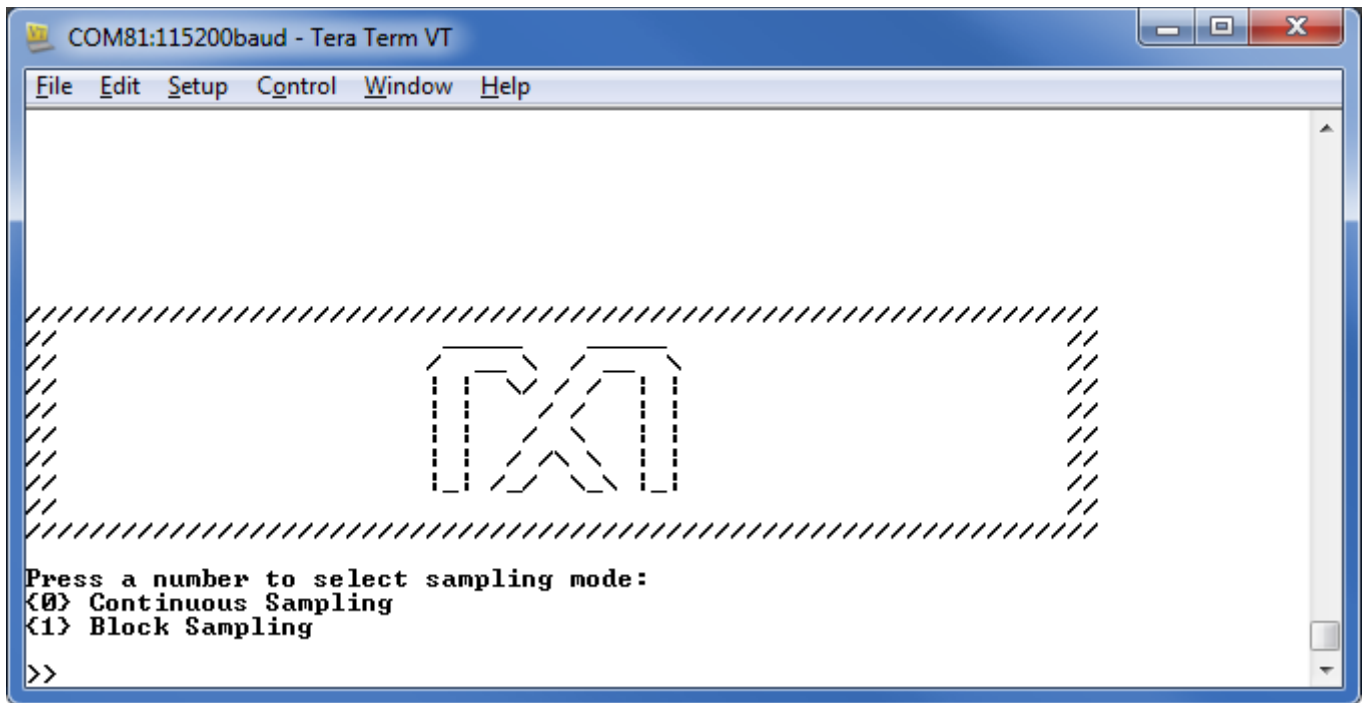 COM81:115200baud - Tera Term VT
File Edit Setup Control Window Help
Press a number to select sampling mode:
{0} Continuous Sampling
{1} Block Sampling
>>